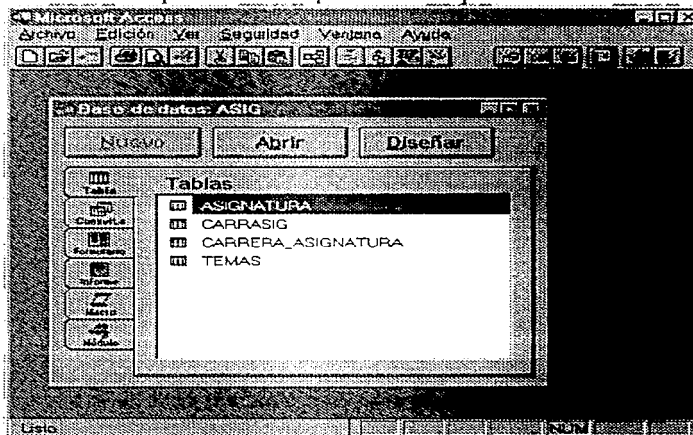 Microsoft Access
Archivo Edición Ver Seguridad Ventana Ayuda
Base de datos: ASIG
Nuevo Abrir Diseñar
Tabla
Consulta
Formulario
Informe
Macro
Módulo
Tablas
ASIGNATURA
CARRASIG
CARRERA_ASIGNATURA
TEMAS
Listo NUM